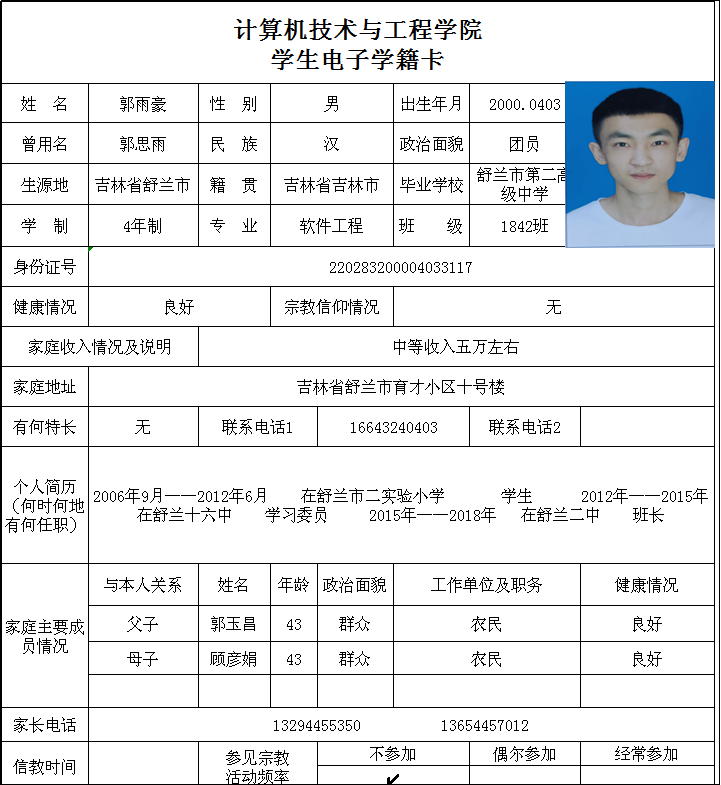 计算机技术与工程学院
学生电子学籍卡
姓 名 郭雨豪 性 别 男 出生年月 2000.0403
曾用名 郭思雨 民 族 汉 政治面貌 团员
生源地 吉林省舒兰市 籍 贯 吉林省吉林市 毕业学校 舒兰市第二高
级中学
学 制 4年制 专 业 软件工程 班 级 1842班
身份证号 220283200004033117
健康情况 良好 宗教信仰情况 无
家庭收入情况及说明 中等收入五万左右
家庭地址 吉林省舒兰市育才小区十号楼
有何特长 无 联系电话1 16643240403 联系电话2
个人简历
（何时何地
有何任职）
2006年9月——2012年6月 在舒兰市二实验小学 学生 2012年——2015年
在舒兰十六中 学习委员 2015年——2018年 在舒兰二中 班长
家庭主要成
员情况
与本人关系 姓名 年龄 政治面貌 工作单位及职务 健康情况
父子 郭玉昌 43 群众 农民 良好
母子 顾彦娟 43 群众 农民 良好
家长电话 13294455350 13654457012
信教时间 参见宗教
活动频率
不参加 偶尔参加 经常参加
✔